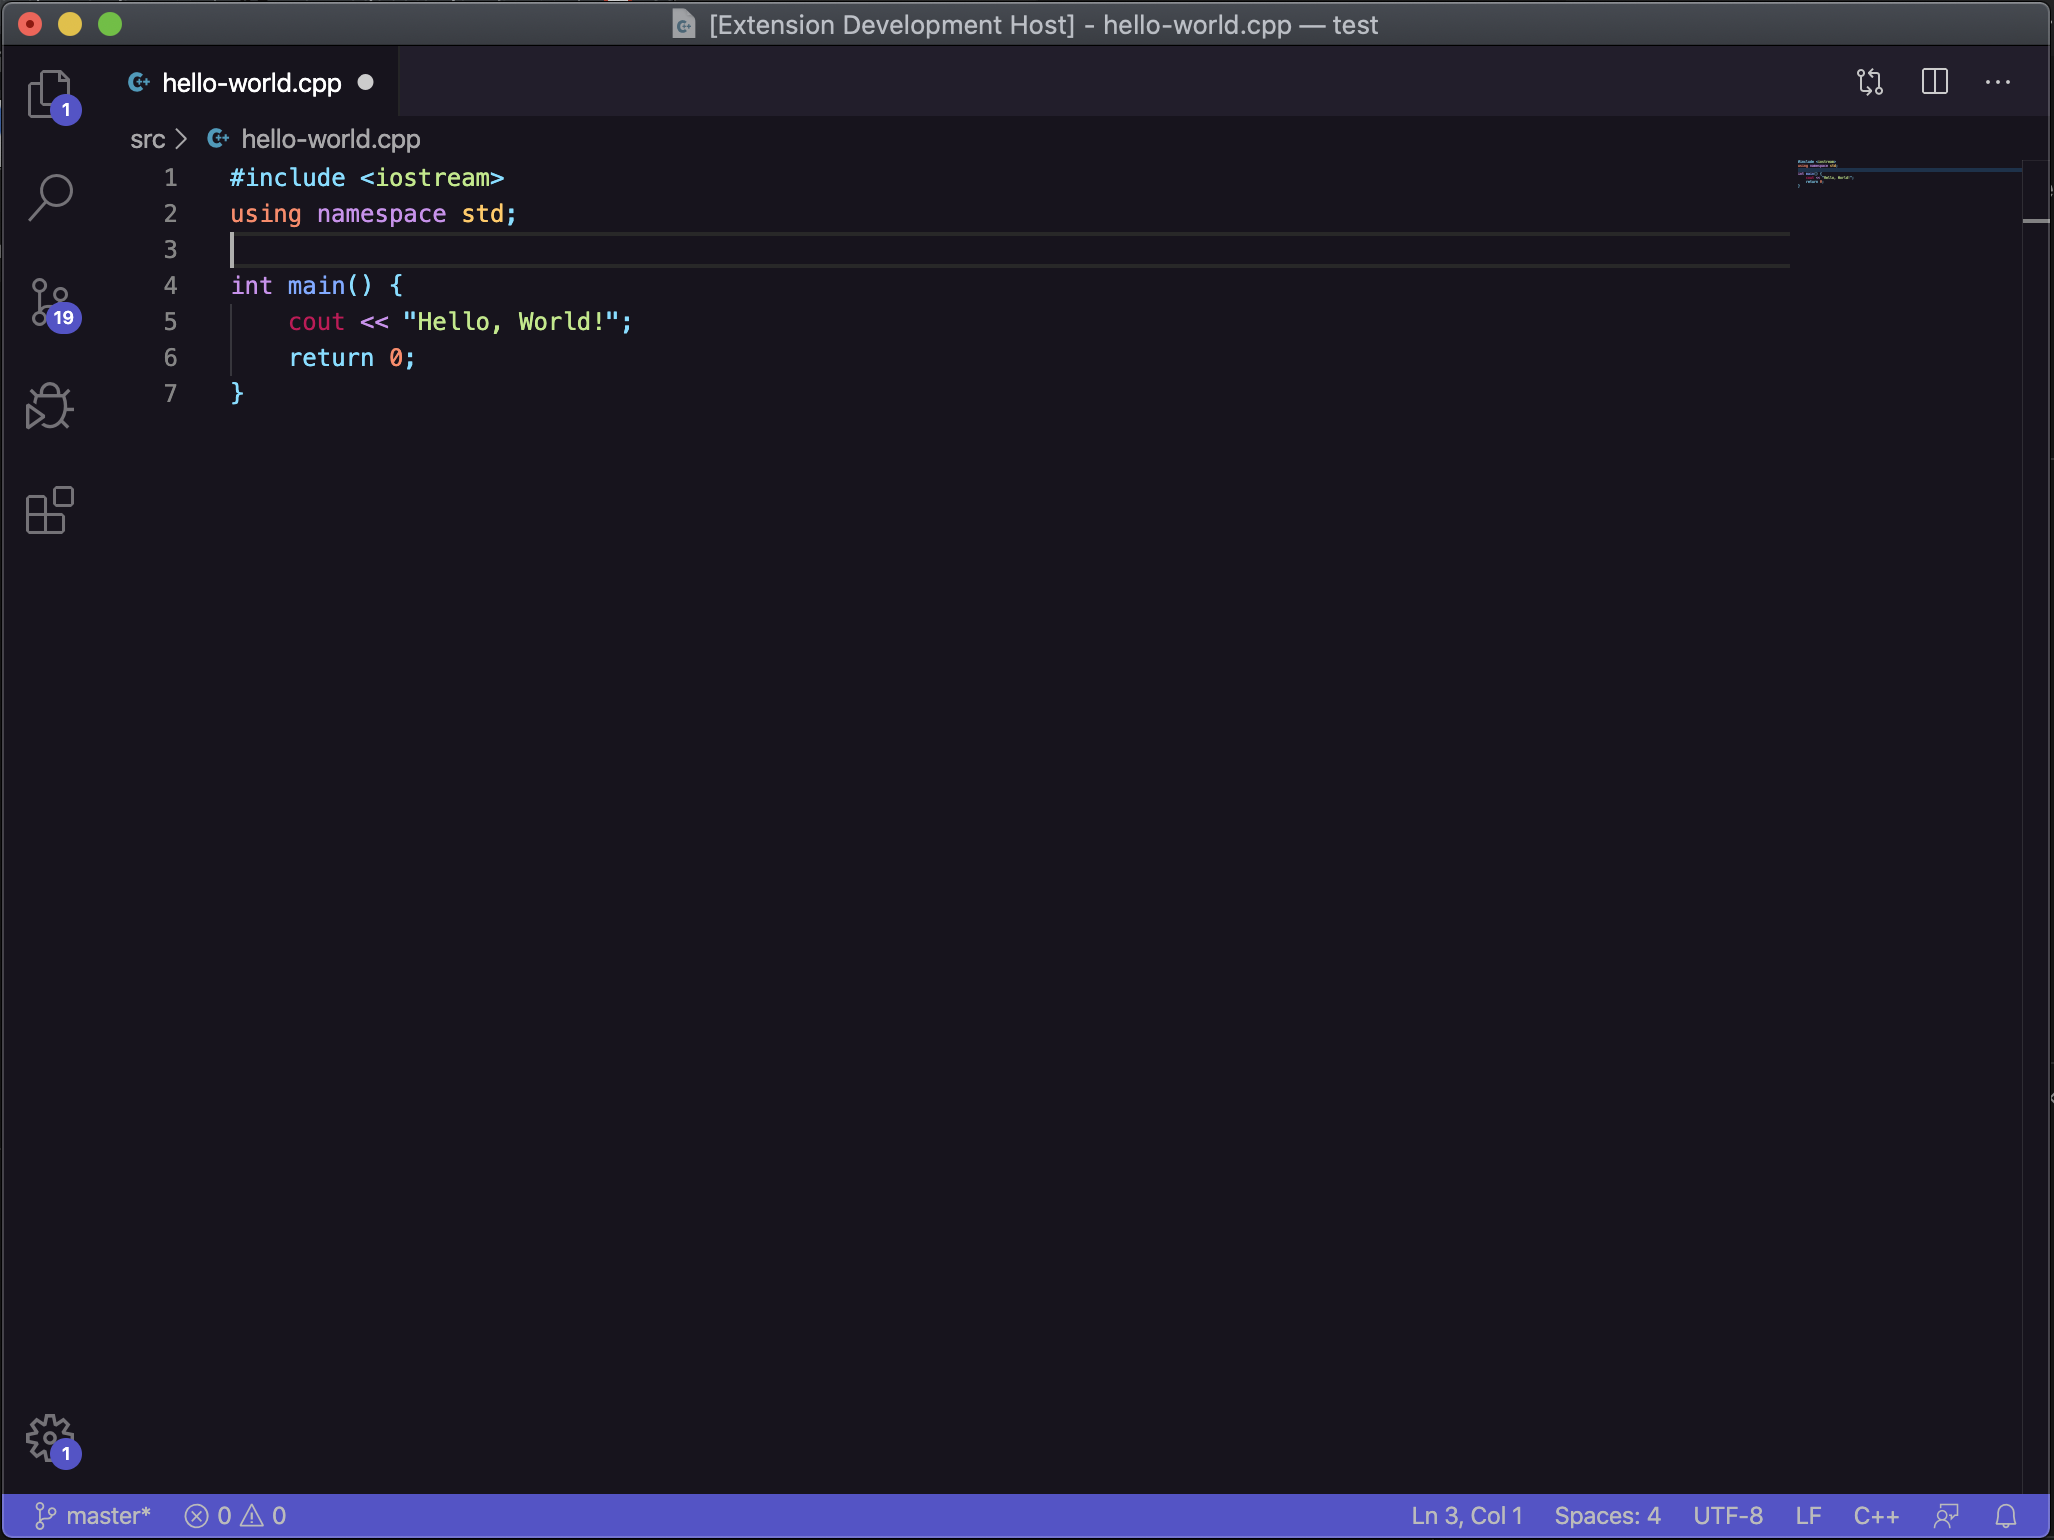 [Extension Development Host] - hello-world.cpp — test
hello-world.cpp
src > hello-world.cpp
1 #include <iostream>
2 using namespace std;
3
4 int main() {
5     cout << "Hello, World!";
6     return 0;
7 }
1
19
1
master* 0 0 Ln 3, Col 1 Spaces: 4 UTF-8 LF C++